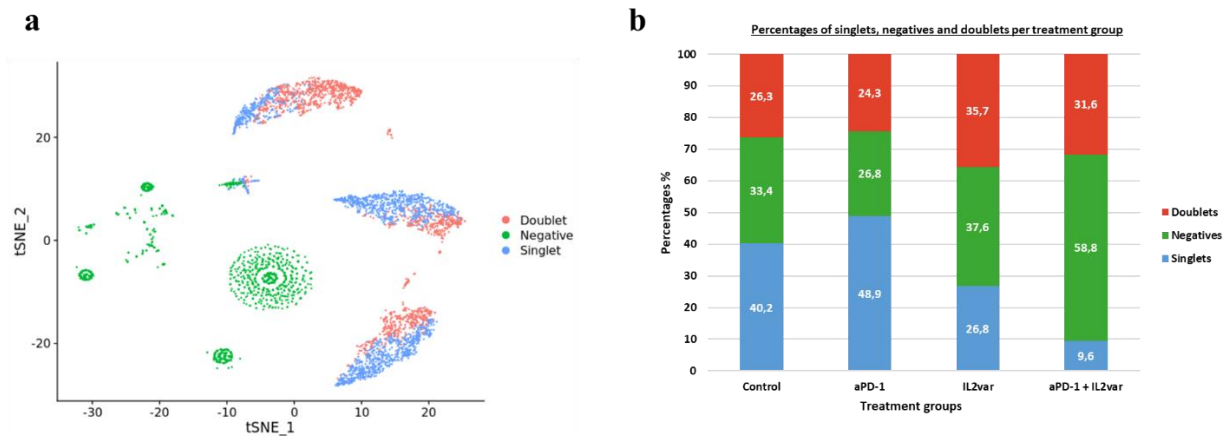 a
20
0
-20
tSNE_2
-30
-20
-10
0
10
20
tSNE_1
Doublet
Negative
Singlet
b
Percentages of singlets, negatives and doublets per treatment group
100
90
80
70
60
50
40
30
20
10
0
Percentages %
26,3
24,3
35,7
31,6
33,4
26,8
37,6
58,8
40,2
48,9
26,8
9,6
Control
aPD-1
IL2var
aPD-1 + IL2var
Treatment groups
Doublets
Negatives
Singlets